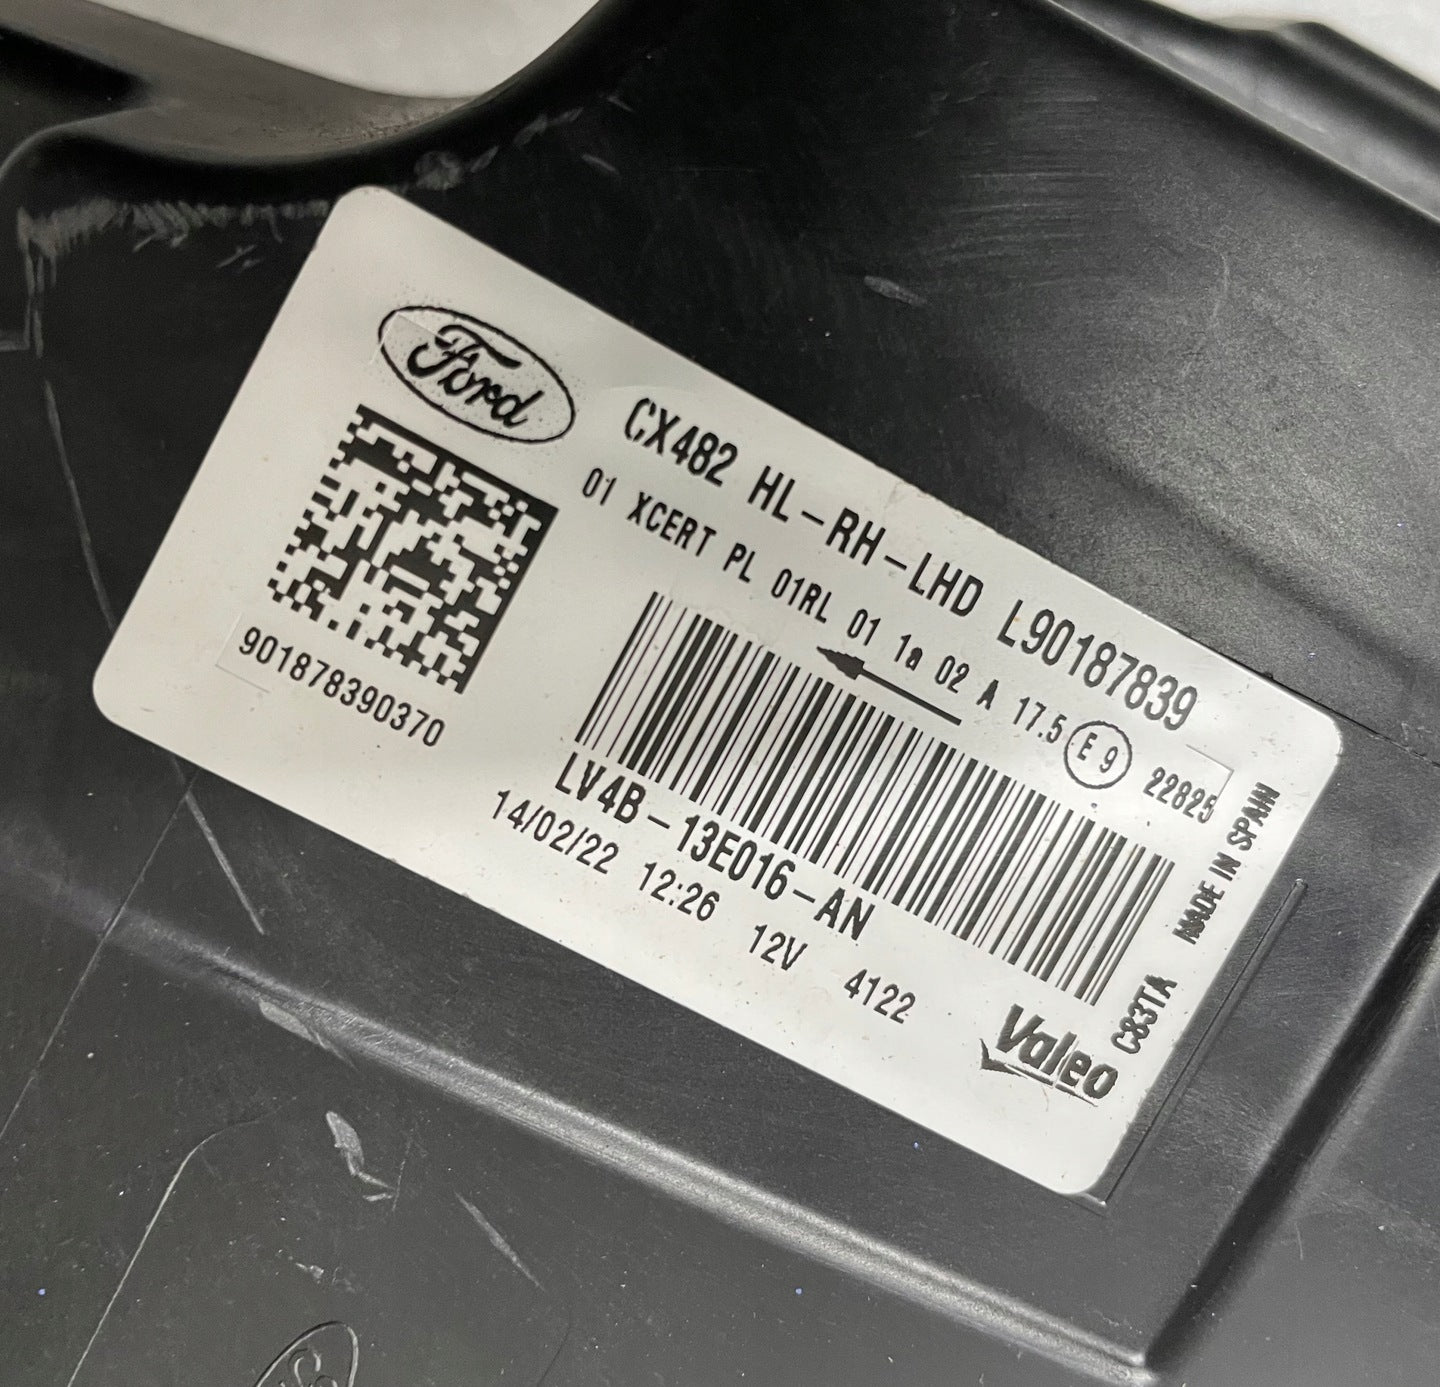 Ford
CX482 HL-RH-LHD L90187839
01 XCERT PL 01RL 01 1a 02 A 17.5 E 9 22825
901878390370
LV4B-13E016-AN
14/02/22 12:26 12V 4122
Valeo
C83TA MADE IN SPAIN